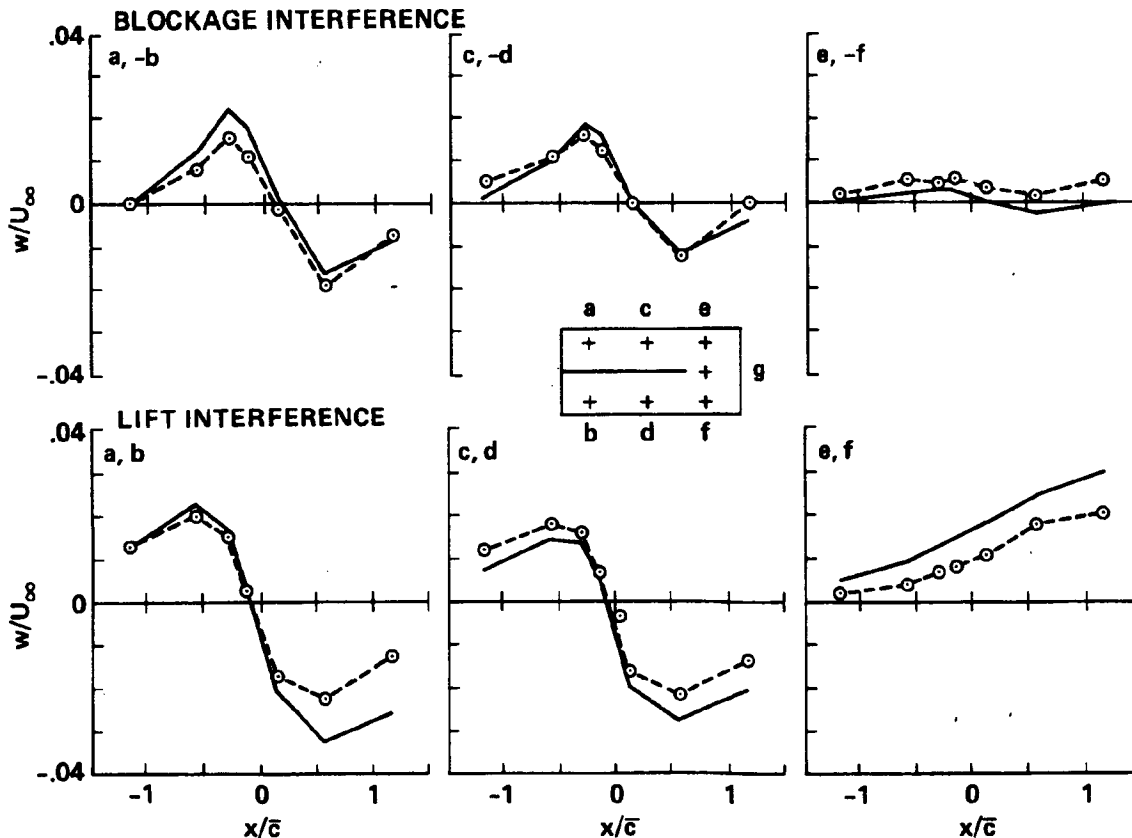 BLOCKAGE INTERFERENCE
.04
a, -b
c, -d
e, -f
w/U∞
0
-.04
a c e
g
b d f
LIFT INTERFERENCE
.04
a, b
c, d
e, f
w/U∞
0
-.04
-1 0 1
-1 0 1
-1 0 1
x/c̅
x/c̅
x/c̅